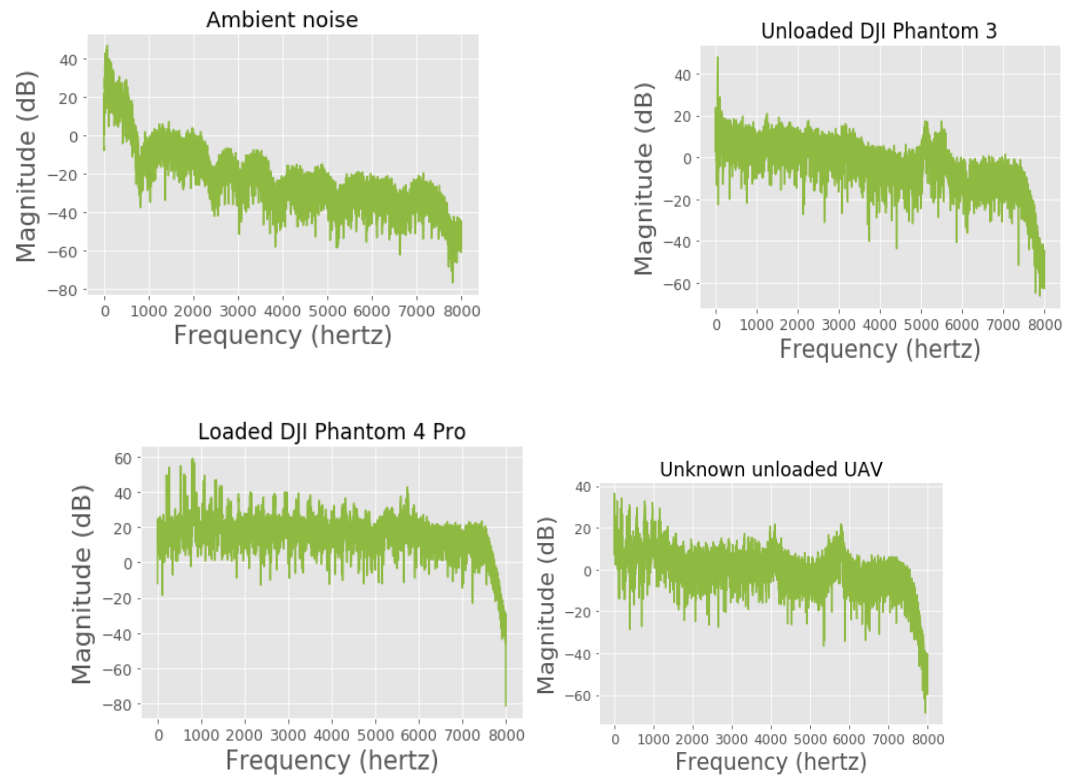 Ambient noise
Magnitude (dB)
40
20
0
−20
−40
−60
−80
0 1000 2000 3000 4000 5000 6000 7000 8000
Frequency (hertz)
Unloaded DJI Phantom 3
Magnitude (dB)
40
20
0
−20
−40
−60
0 1000 2000 3000 4000 5000 6000 7000 8000
Frequency (hertz)
Loaded DJI Phantom 4 Pro
Magnitude (dB)
60
40
20
0
−20
−40
−60
−80
0 1000 2000 3000 4000 5000 6000 7000 8000
Frequency (hertz)
Unknown unloaded UAV
Magnitude (dB)
40
20
0
−20
−40
−60
0 1000 2000 3000 4000 5000 6000 7000 8000
Frequency (hertz)